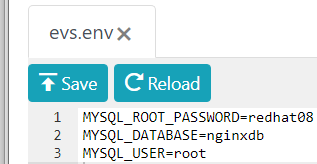 evs.env
Save Reload
1 MYSQL_ROOT_PASSWORD=redhat08
2 MYSQL_DATABASE=nginxdb
3 MYSQL_USER=root